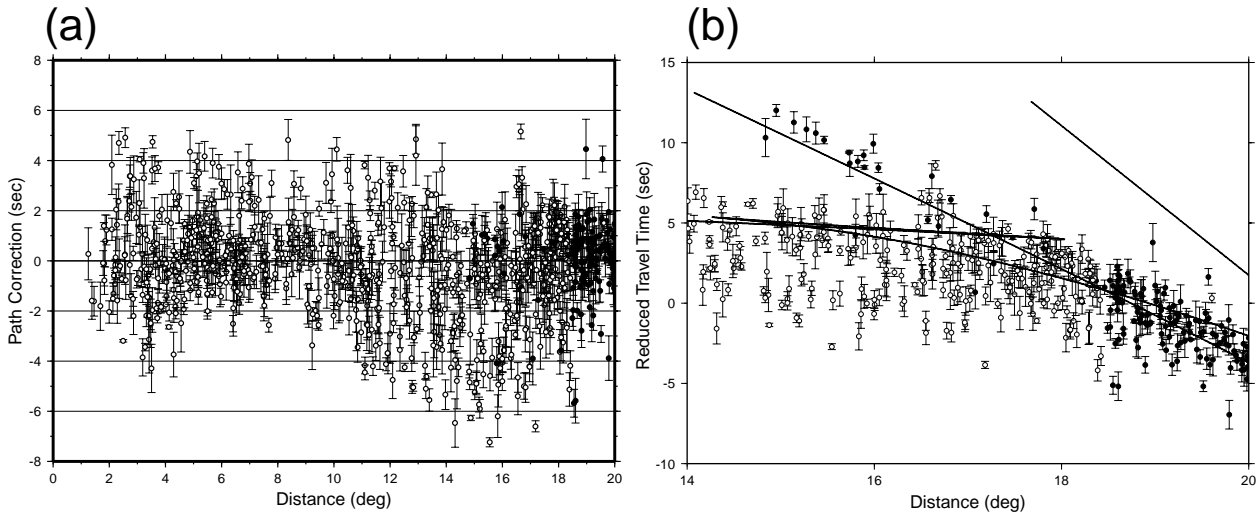 (a)
8
6
4
2
0
-2
-4
-6
-8
Path Correction (sec)
0 2 4 6 8 10 12 14 16 18 20
Distance (deg)
(b)
15
10
5
0
-5
-10
Reduced Travel Time (sec)
14 16 18 20
Distance (deg)